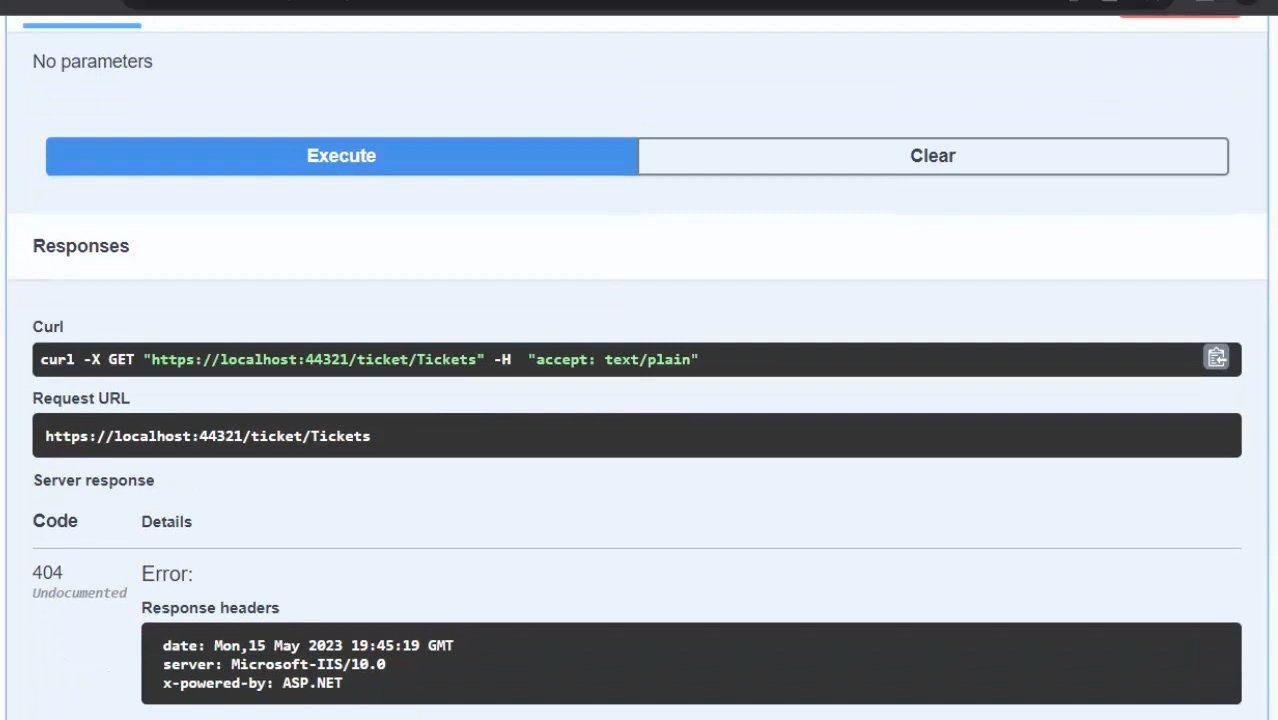 No parameters
Execute
Clear
Responses
Curl
curl -X GET "https://localhost:44321/ticket/Tickets" -H  "accept: text/plain"
Request URL
https://localhost:44321/ticket/Tickets
Server response
Code
Details
404
Undocumented
Error:
Response headers
date: Mon,15 May 2023 19:45:19 GMT
server: Microsoft-IIS/10.0
x-powered-by: ASP.NET